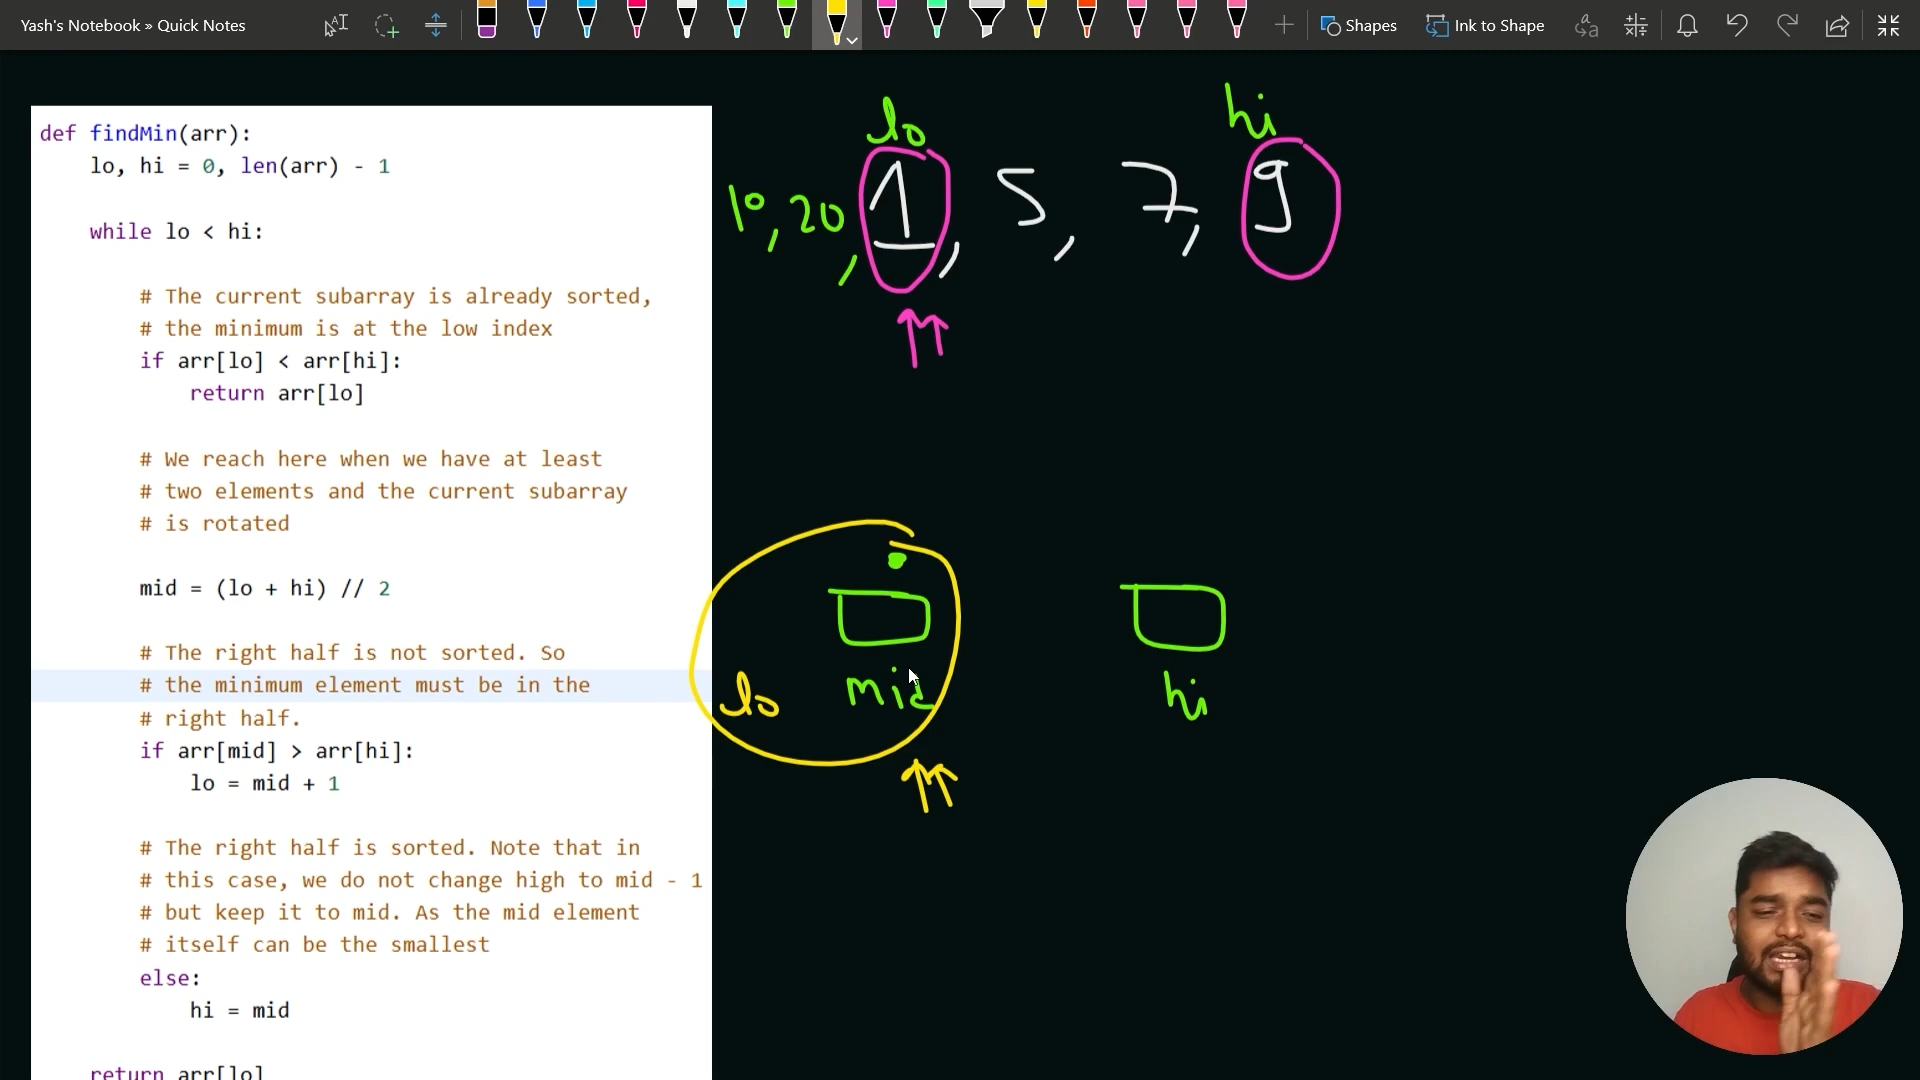 Yash's Notebook » Quick Notes
Shapes
Ink to Shape
def findMin(arr):
lo, hi = 0, len(arr) - 1
while lo < hi:
# The current subarray is already sorted,
# the minimum is at the low index
if arr[lo] < arr[hi]:
return arr[lo]
# We reach here when we have at least
# two elements and the current subarray
# is rotated
mid = (lo + hi) // 2
# The right half is not sorted. So
# the minimum element must be in the
# right half.
if arr[mid] > arr[hi]:
lo = mid + 1
# The right half is sorted. Note that in
# this case, we do not change high to mid - 1
# but keep it to mid. As the mid element
# itself can be the smallest
else:
hi = mid
return arr[lo]
lo hi
10, 20, 1, 5, 7, 9
lo mid hi